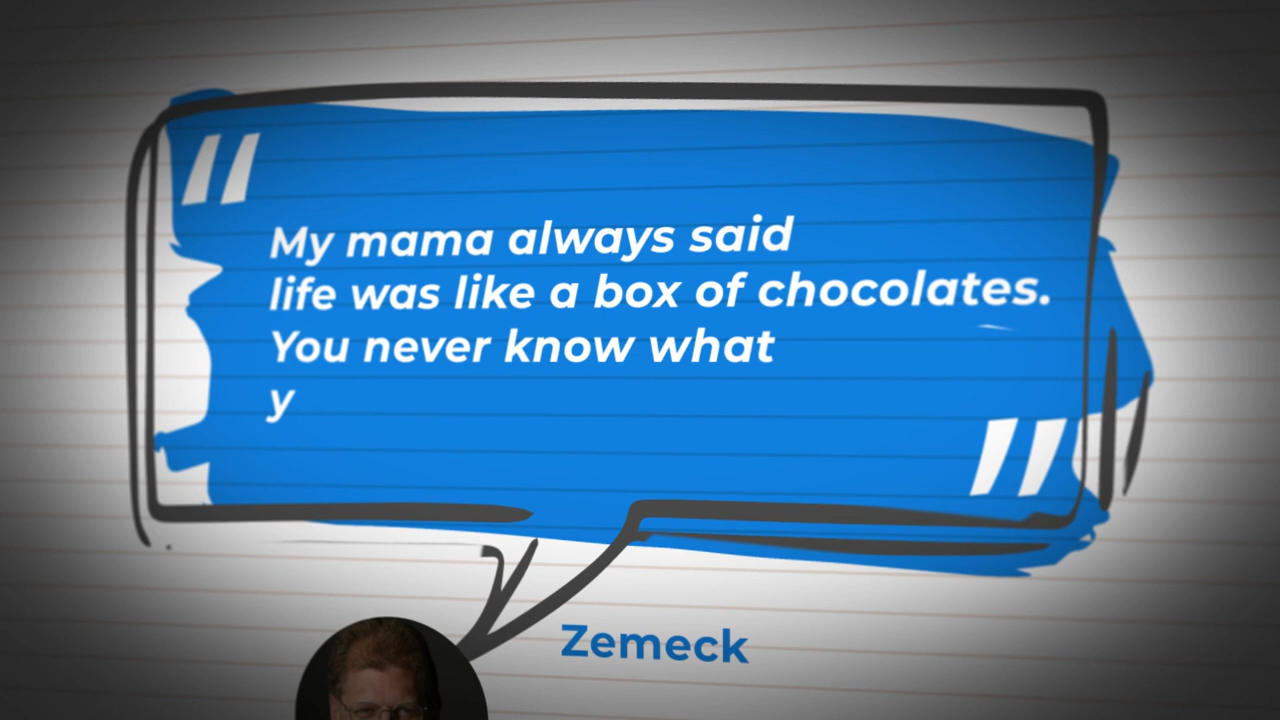 "
My mama always said
life was like a box of chocolates.
You never know what
y
"
Zemeck